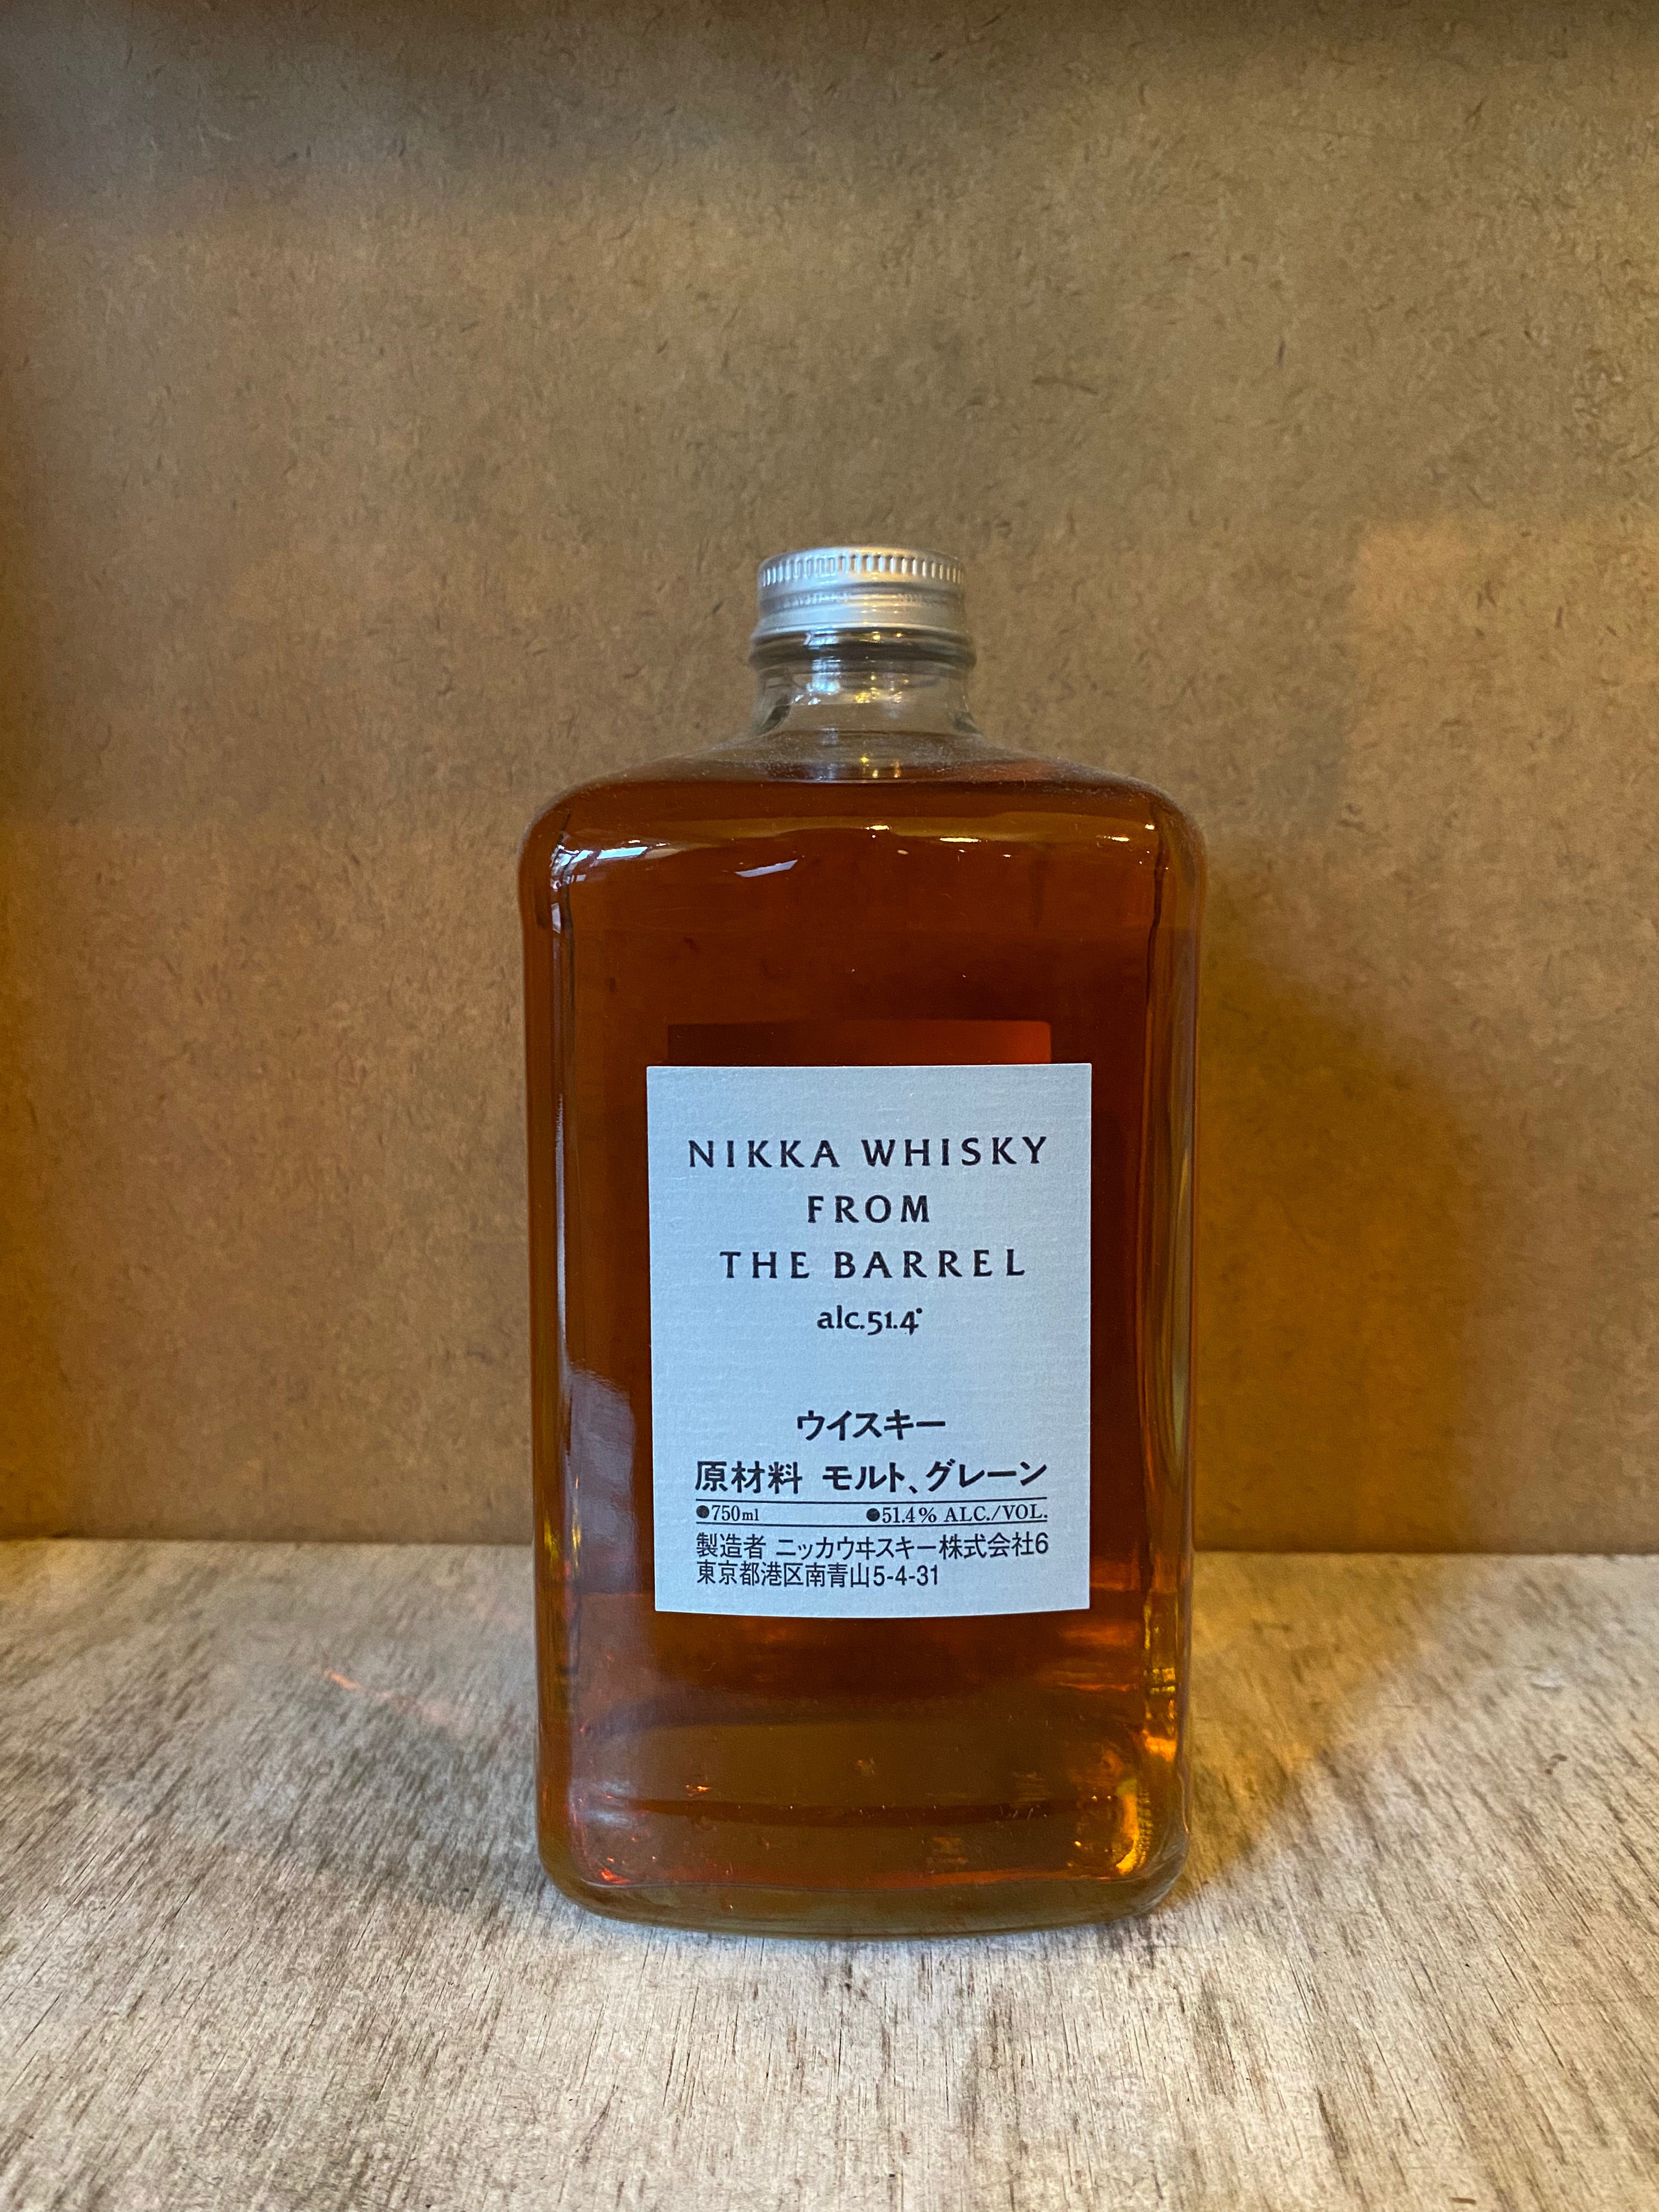 NIKKA WHISKY
FROM
THE BARREL
alc.51.4°
ウイスキー
原材料 モルト、グレーン
●750ml ●51.4% ALC./VOL.
製造者 ニッカウヰスキー株式会社6
東京都港区南青山5-4-31